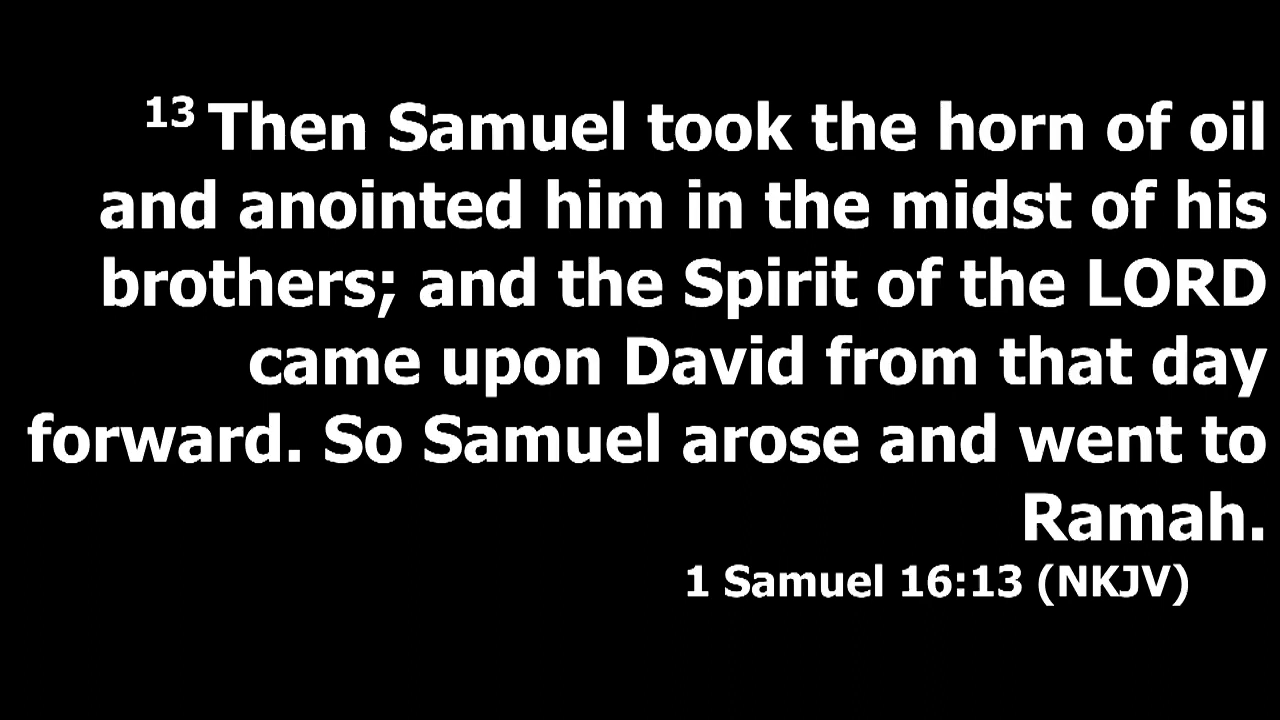 13 Then Samuel took the horn of oil
and anointed him in the midst of his
brothers; and the Spirit of the LORD
came upon David from that day
forward. So Samuel arose and went to
Ramah.
1 Samuel 16:13 (NKJV)